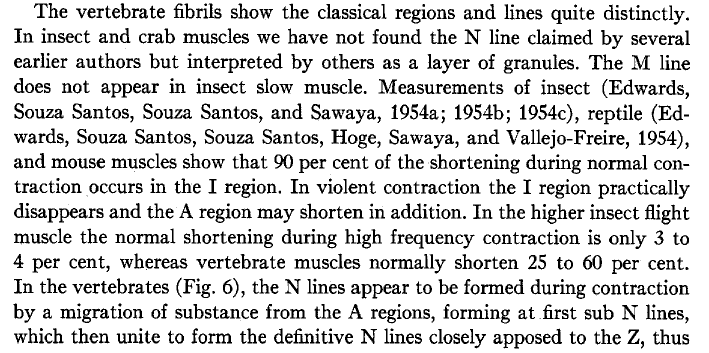 The vertebrate fibrils show the classical regions and lines quite distinctly.
In insect and crab muscles we have not found the N line claimed by several
earlier authors but interpreted by others as a layer of granules. The M line
does not appear in insect slow muscle. Measurements of insect (Edwards,
Souza Santos, Souza Santos, and Sawaya, 1954a; 1954b; 1954c), reptile (Ed-
wards, Souza Santos, Souza Santos, Hoge, Sawaya, and Vallejo-Freire, 1954),
and mouse muscles show that 90 per cent of the shortening during normal con-
traction occurs in the I region. In violent contraction the I region practically
disappears and the A region may shorten in addition. In the higher insect flight
muscle the normal shortening during high frequency contraction is only 3 to
4 per cent, whereas vertebrate muscles normally shorten 25 to 60 per cent.
In the vertebrates (Fig. 6), the N lines appear to be formed during contraction
by a migration of substance from the A regions, forming at first sub N lines,
which then unite to form the definitive N lines closely apposed to the Z, thus